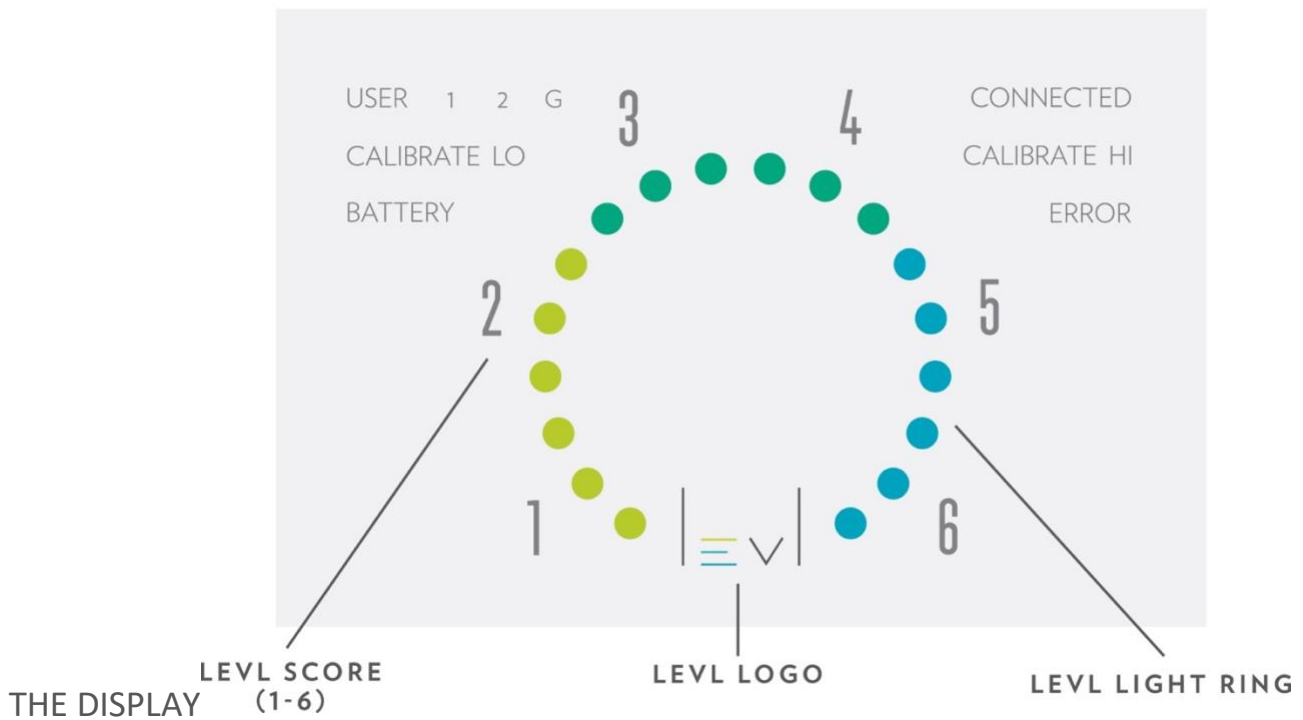 USER 1 2 G
CALIBRATE LO
BATTERY
3
4
CONNECTED
CALIBRATE HI
ERROR
2
5
1
LEVL
6
LEVL SCORE
(1-6)
LEVL LOGO
LEVL LIGHT RING
THE DISPLAY